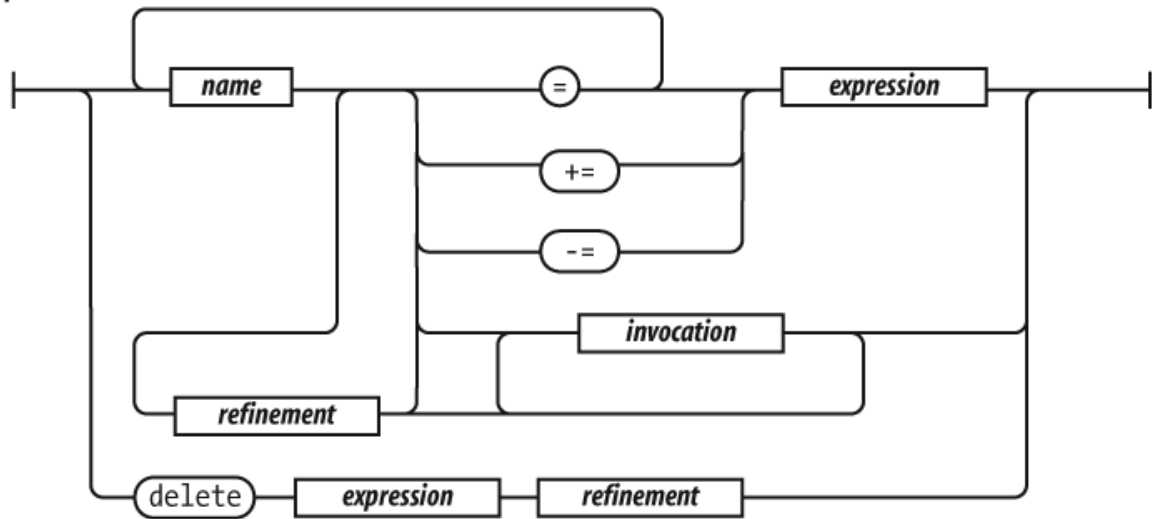 name = expression
+=
-=
invocation
refinement
delete expression refinement